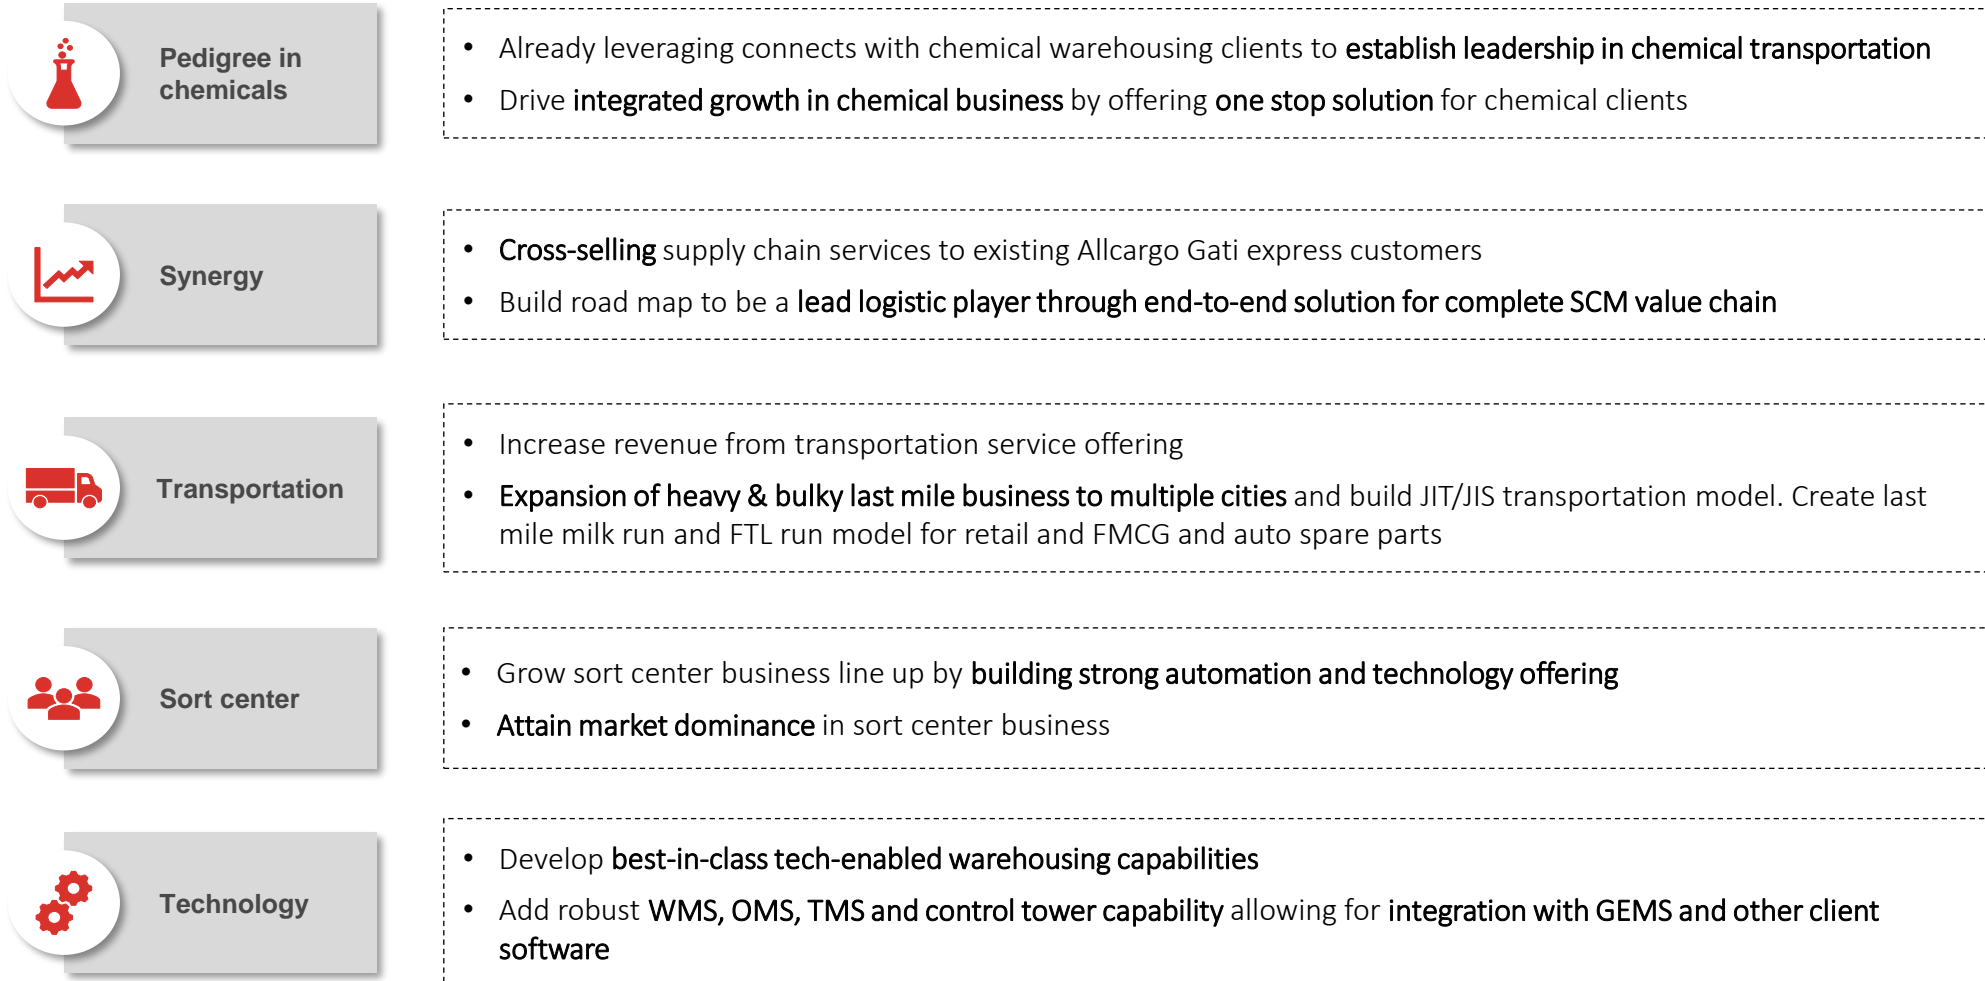 Pedigree in
chemicals
• Already leveraging connects with chemical warehousing clients to establish leadership in chemical transportation
• Drive integrated growth in chemical business by offering one stop solution for chemical clients
Synergy
• Cross-selling supply chain services to existing Allcargo Gati express customers
• Build road map to be a lead logistic player through end-to-end solution for complete SCM value chain
Transportation
• Increase revenue from transportation service offering
• Expansion of heavy & bulky last mile business to multiple cities and build JIT/JIS transportation model. Create last
mile milk run and FTL run model for retail and FMCG and auto spare parts
Sort center
• Grow sort center business line up by building strong automation and technology offering
• Attain market dominance in sort center business
Technology
• Develop best-in-class tech-enabled warehousing capabilities
• Add robust WMS, OMS, TMS and control tower capability allowing for integration with GEMS and other client
software